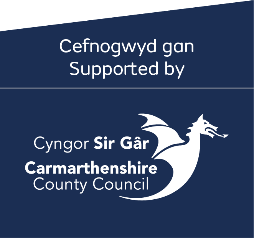 Cefnogwyd gan
Supported by
Cyngor Sir Gâr
Carmarthenshire
County Council